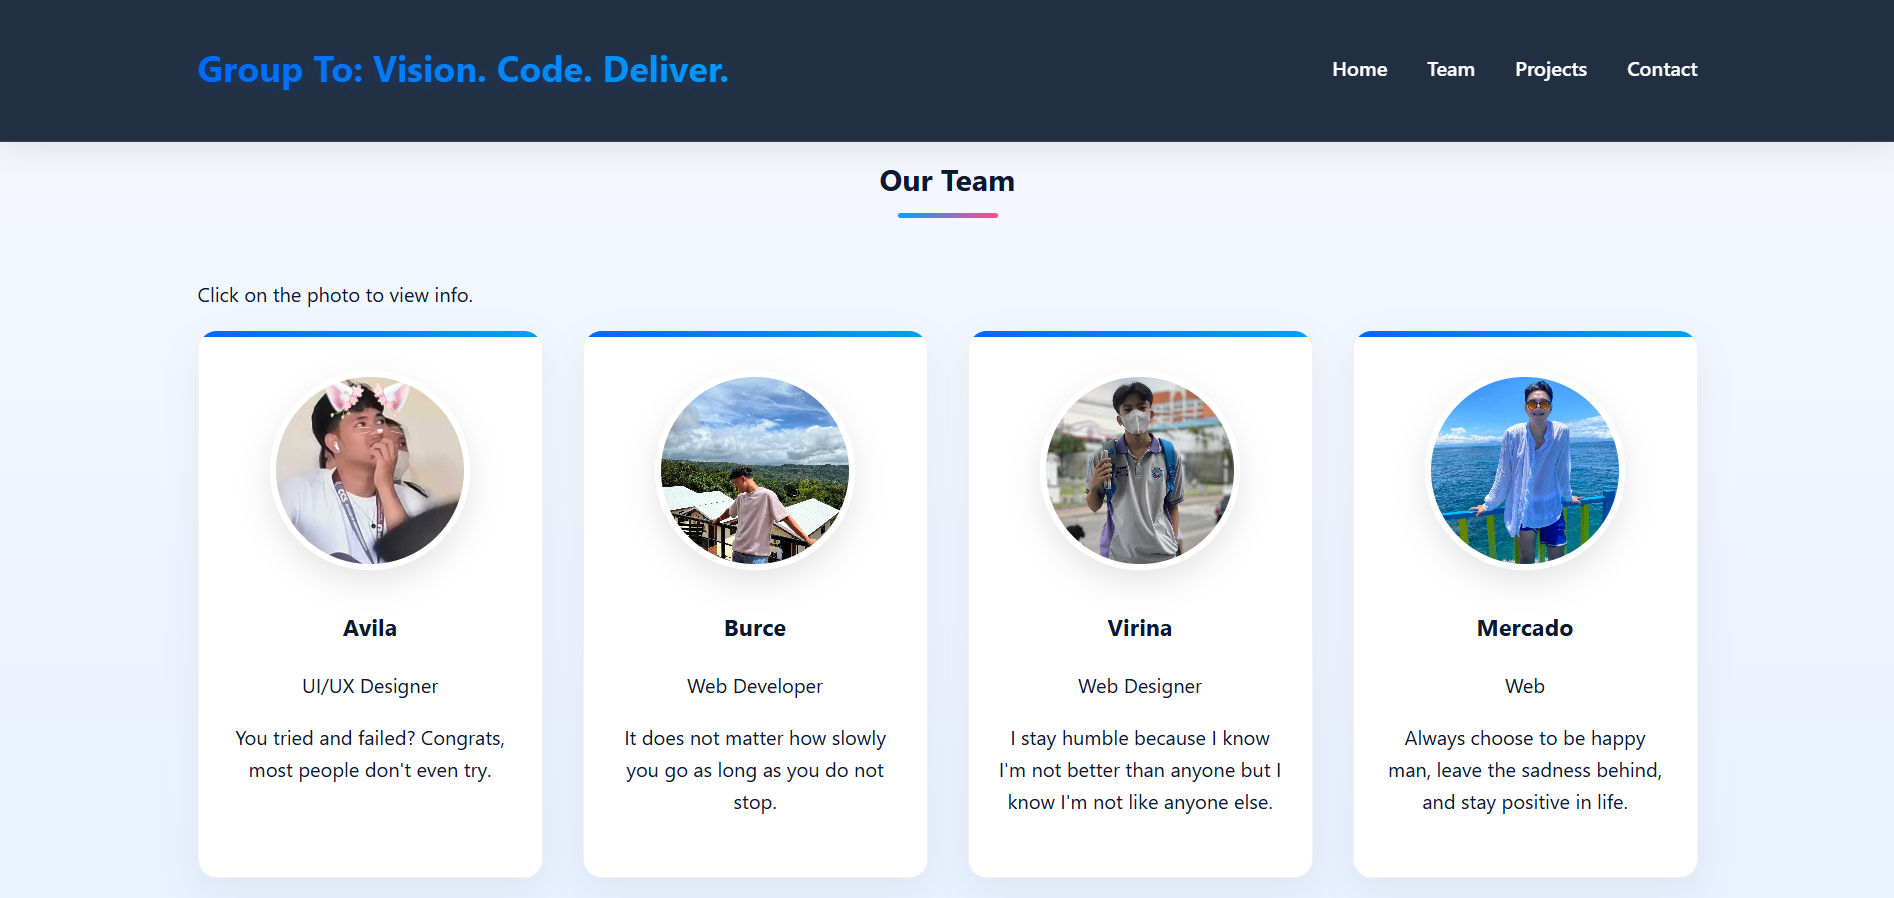 Group To: Vision. Code. Deliver.
Home
Team
Projects
Contact
Our Team
Click on the photo to view info.
Avila
UI/UX Designer
You tried and failed? Congrats,
most people don't even try.
Burce
Web Developer
It does not matter how slowly
you go as long as you do not
stop.
Virina
Web Designer
I stay humble because I know
I'm not better than anyone but I
know I'm not like anyone else.
Mercado
Web
Always choose to be happy
man, leave the sadness behind,
and stay positive in life.